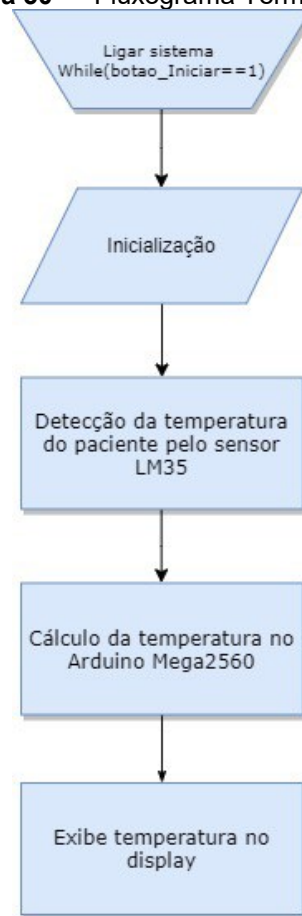 Fluxograma
Ligar sistema
While(botao_Iniciar==1)
Inicialização
Detecção da temperatura
do paciente pelo sensor
LM35
Cálculo da temperatura no
Arduino Mega2560
Exibe temperatura no
display